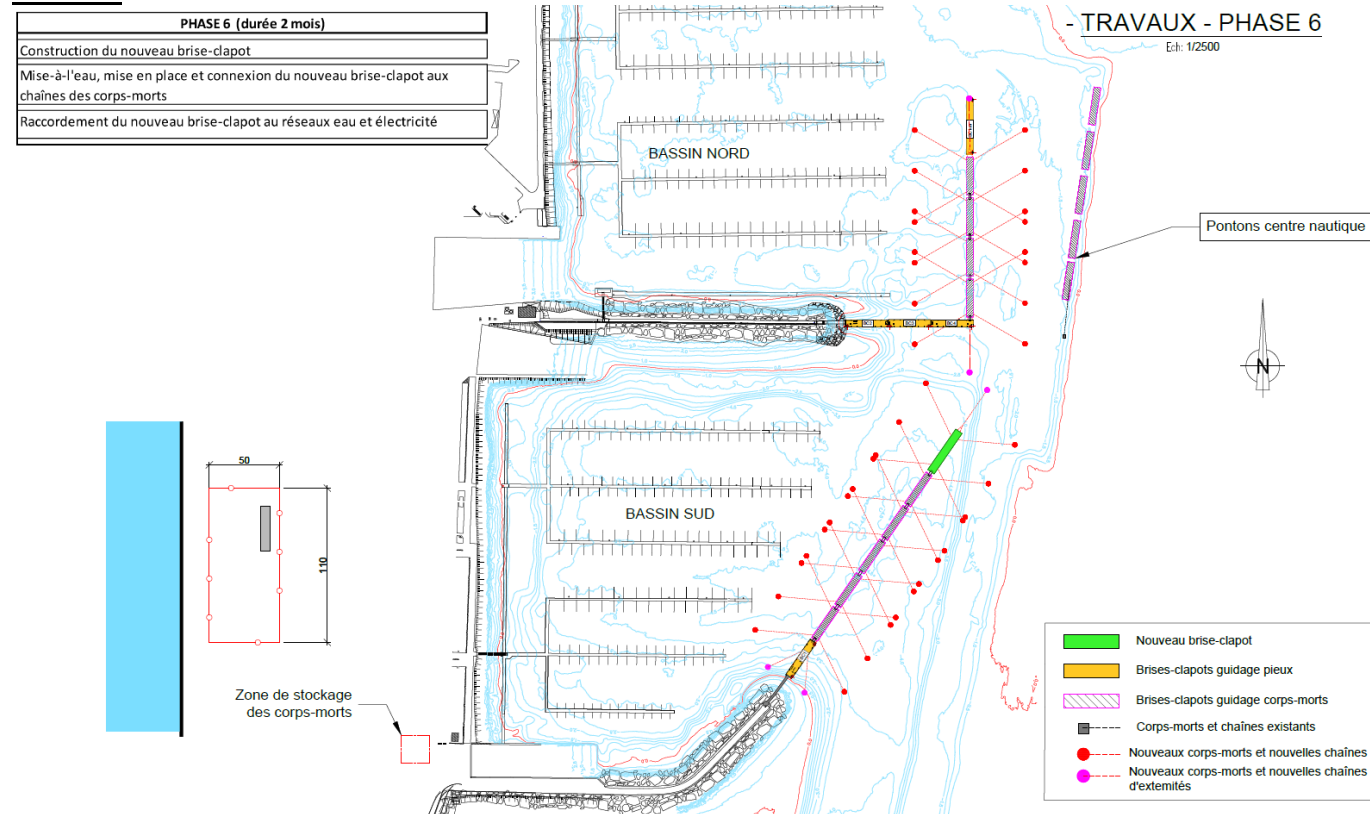 PHASE 6 (durée 2 mois)
Construction du nouveau brise-clapot
Mise-à-l'eau, mise en place et connexion du nouveau brise-clapot aux
chaînes des corps-morts
Raccordement du nouveau brise-clapot au réseaux eau et électricité
- TRAVAUX - PHASE 6
Ech: 1/2500
BASSIN NORD
Pontons centre nautique
N
50
110
BASSIN SUD
Zone de stockage
des corps-morts
Nouveau brise-clapot
Brises-clapots guidage pieux
Brises-clapots guidage corps-morts
Corps-morts et chaînes existants
Nouveaux corps-morts et nouvelles chaînes
Nouveaux corps-morts et nouvelles chaînes
d'extemités